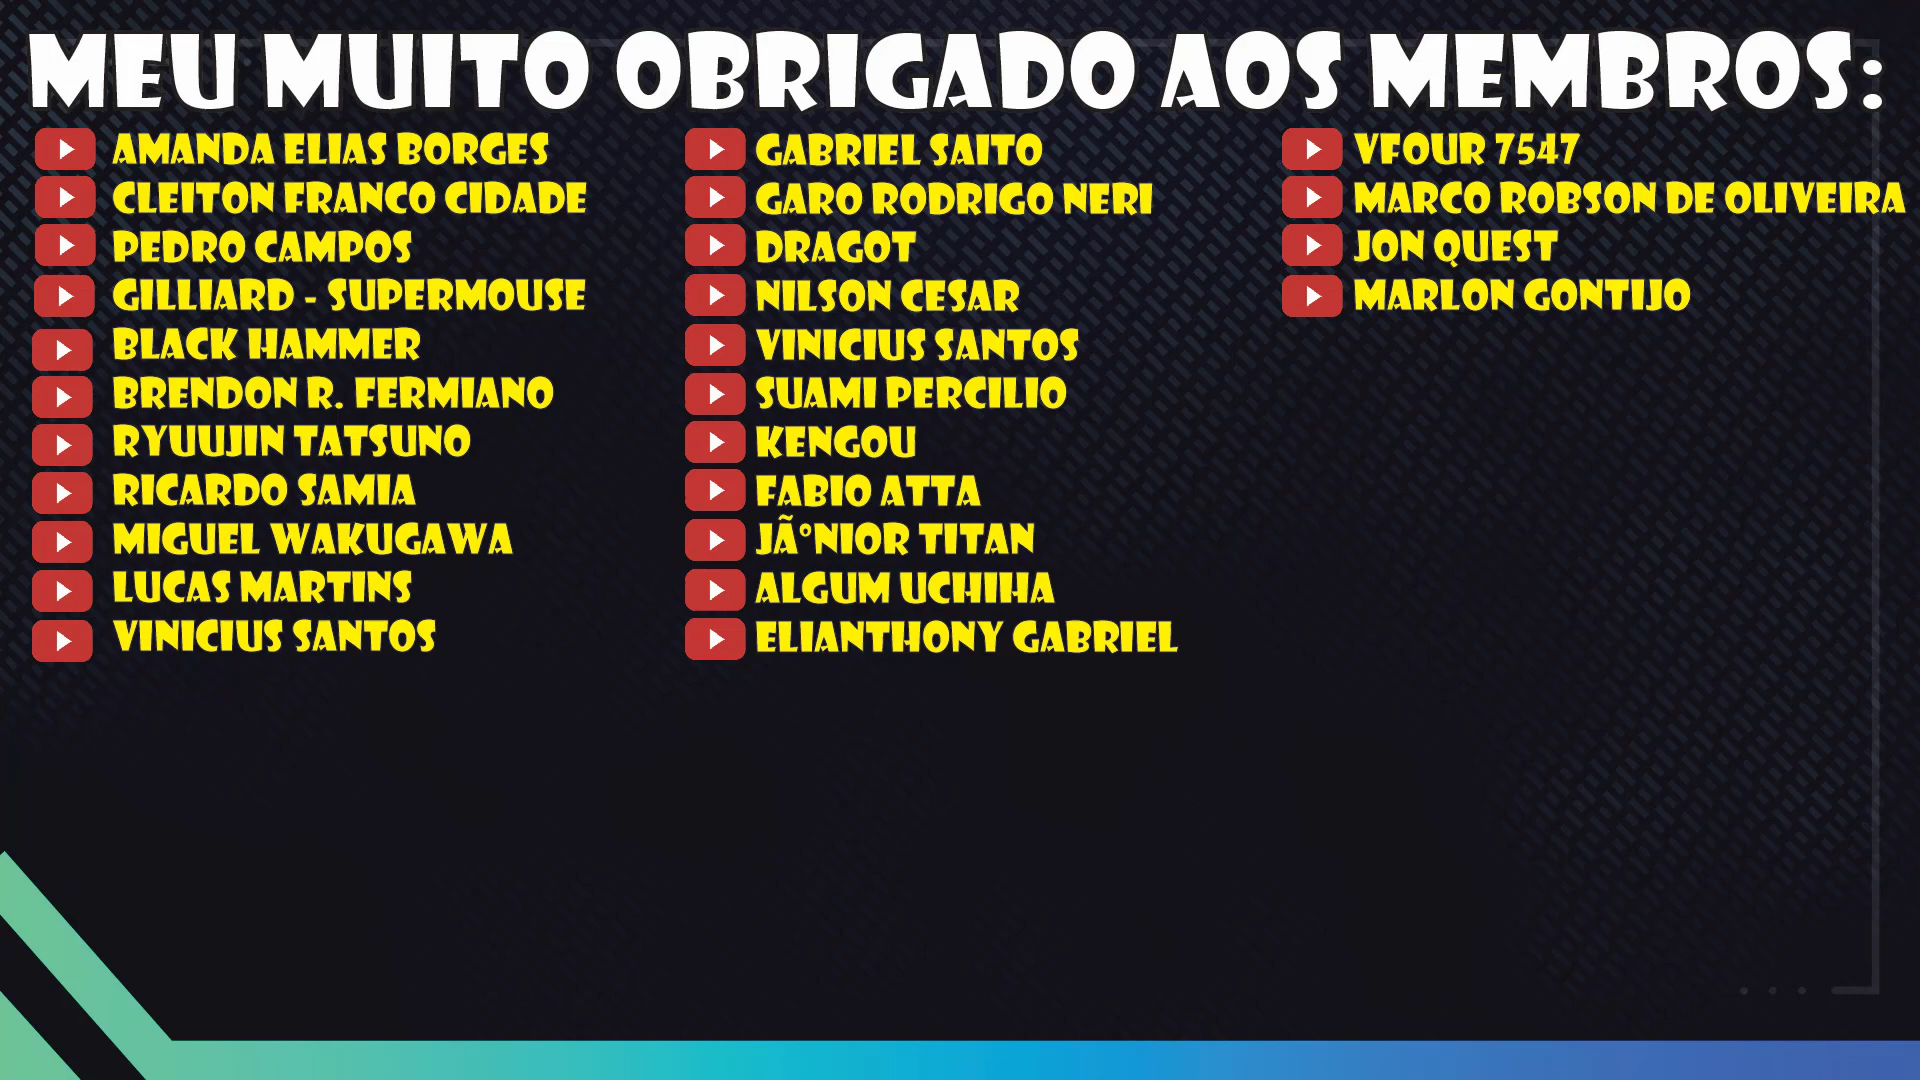 MEU MUITO OBRIGADO AOS MEMBROS:
AMANDA ELIAS BORGES
CLEITON FRANCO CIDADE
PEDRO CAMPOS
GILLIARD - SUPERMOUSE
BLACK HAMMER
BRENDON R. FERMIANO
RYUUJIN TATSUNO
RICARDO SAMIA
MIGUEL WAKUGAWA
LUCAS MARTINS
VINICIUS SANTOS
GABRIEL SAITO
GARO RODRIGO NERI
DRAGOT
NILSON CESAR
VINICIUS SANTOS
SUAMI PERCILIO
KENGOU
FABIO ATTA
JÃºNIOR TITAN
ALGUM UCHIHA
ELIANTHONY GABRIEL
VFOUR 7547
MARCO ROBSON DE OLIVEIRA
JON QUEST
MARLON GONTIJO